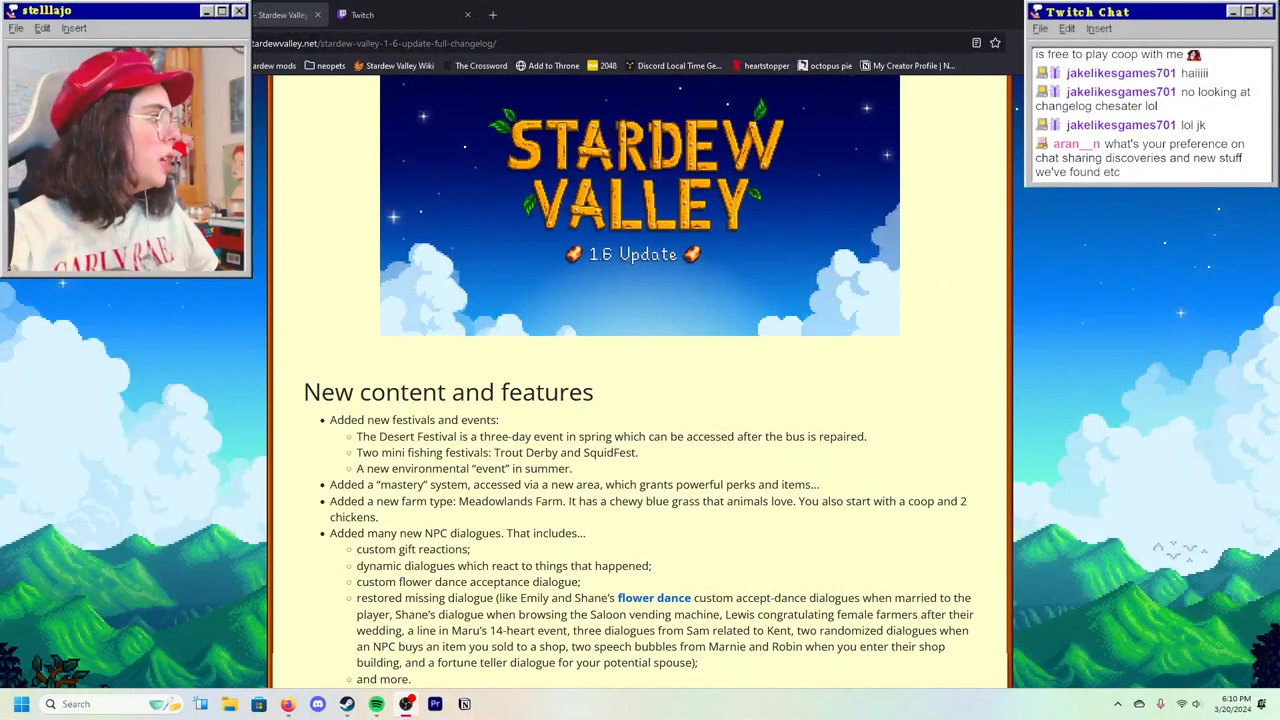 stelllajo
File Edit Insert
- Stardew Valley
Twitch
tardewvalley.net/stardew-valley-1-6-update-full-changelog/
stardew mods neopets Stardew Valley Wiki The Concord Add to Throne 2048 Discord Local Time Ge... heartstopper octopus pie My Creator Profile | N...
STARDEW
VALLEY
1.6 Update
New content and features
Added new festivals and events:
The Desert Festival is a three-day event in spring which can be accessed after the bus is repaired.
Two mini fishing festivals: Trout Derby and SquidFest.
A new environmental “event” in summer.
Added a “mastery” system, accessed via a new area, which grants powerful perks and items…
Added a new farm type: Meadowlands Farm. It has a chewy blue grass that animals love. You also start with a coop and 2
chickens.
Added many new NPC dialogues. That includes…
custom gift reactions;
dynamic dialogues which react to things that happened;
custom flower dance acceptance dialogue;
restored missing dialogue (like Emily and Shane’s flower dance custom accept-dance dialogues when married to the
player, Shane’s dialogue when browsing the Saloon vending machine, Lewis congratulating female farmers after their
wedding, a line in Maru’s 14-heart event, three dialogues from Sam related to Kent, two randomized dialogues when
an NPC buys an item you sold to a shop, two speech bubbles from Marnie and Robin when you enter their shop
building, and a fortune teller dialogue for your potential spouse);
and more.
Twitch Chat
File Edit Insert
is free to play coop with me
jakelikesgames701 haiiiii
jakelikesgames701 no looking at
changelog chesater lol
jakelikesgames701 lol jk
aran__n what's your preference on
chat sharing discoveries and new stuff
we've found etc
CARLY RAE
Search
Pr
6:10 PM
3/20/2024